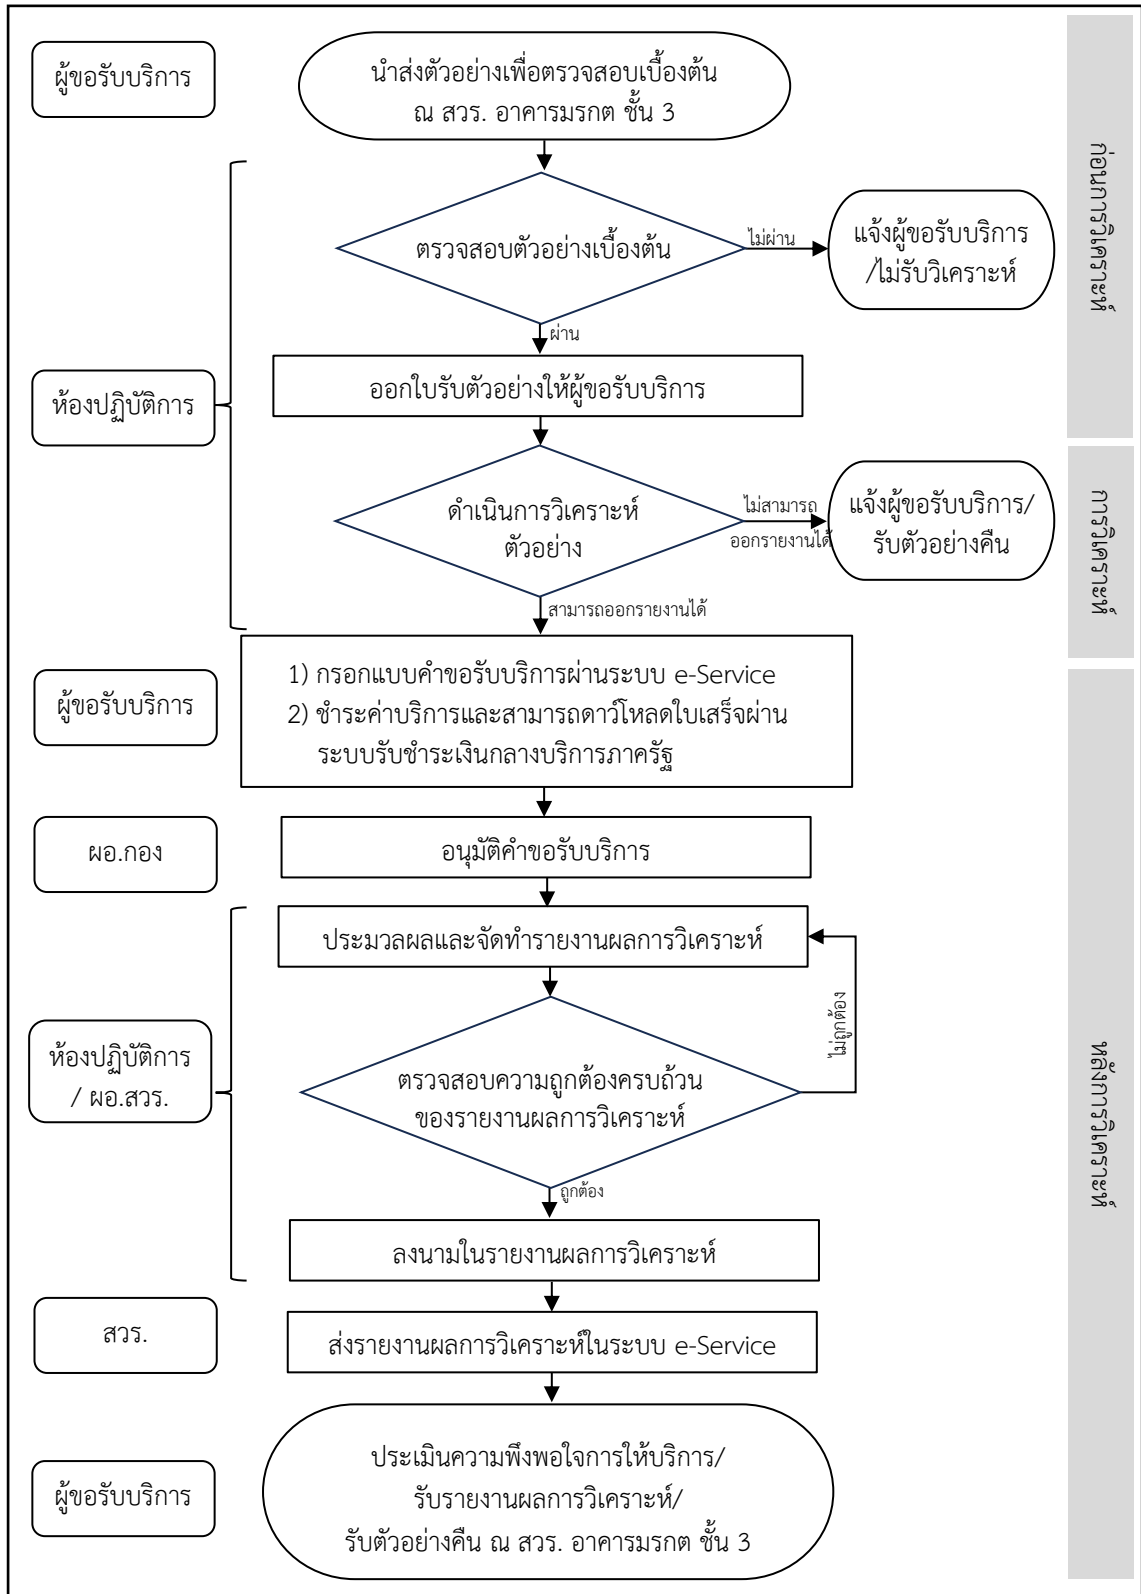 ผู้ขอรับบริการ
นำส่งตัวอย่างเพื่อตรวจสอบเบื้องต้น
ณ สวร. อาคารมรกต ชั้น 3
ก่อนการวิเคราะห์
ตรวจสอบตัวอย่างเบื้องต้น
ไม่ผ่าน
แจ้งผู้ขอรับบริการ
/ไม่รับวิเคราะห์
ผ่าน
ห้องปฏิบัติการ
ออกใบรับตัวอย่างให้ผู้ขอรับบริการ
การวิเคราะห์
ดำเนินการวิเคราะห์
ตัวอย่าง
ไม่สามารถ
ออกรายงานได้
แจ้งผู้ขอรับบริการ/
รับตัวอย่างคืน
สามารถออกรายงานได้
ผู้ขอรับบริการ
1) กรอกแบบคำขอรับบริการผ่านระบบ e-Service
2) ชำระค่าบริการและสามารถดาว์โหลดใบเสร็จผ่าน
ระบบรับชำระเงินกลางบริการภาครัฐ
หลังการวิเคราะห์
ผอ.กอง
อนุมัติคำขอรับบริการ
ประมวลผลและจัดทำรายงานผลการวิเคราะห์
ไม่ถูกต้อง
ห้องปฏิบัติการ
/ ผอ.สวร.
ตรวจสอบความถูกต้องครบถ้วน
ของรายงานผลการวิเคราะห์
ถูกต้อง
ลงนามในรายงานผลการวิเคราะห์
สวร.
ส่งรายงานผลการวิเคราะห์ในระบบ e-Service
ผู้ขอรับบริการ
ประเมินความพึงพอใจการให้บริการ/
รับรายงานผลการวิเคราะห์/
รับตัวอย่างคืน ณ สวร. อาคารมรกต ชั้น 3